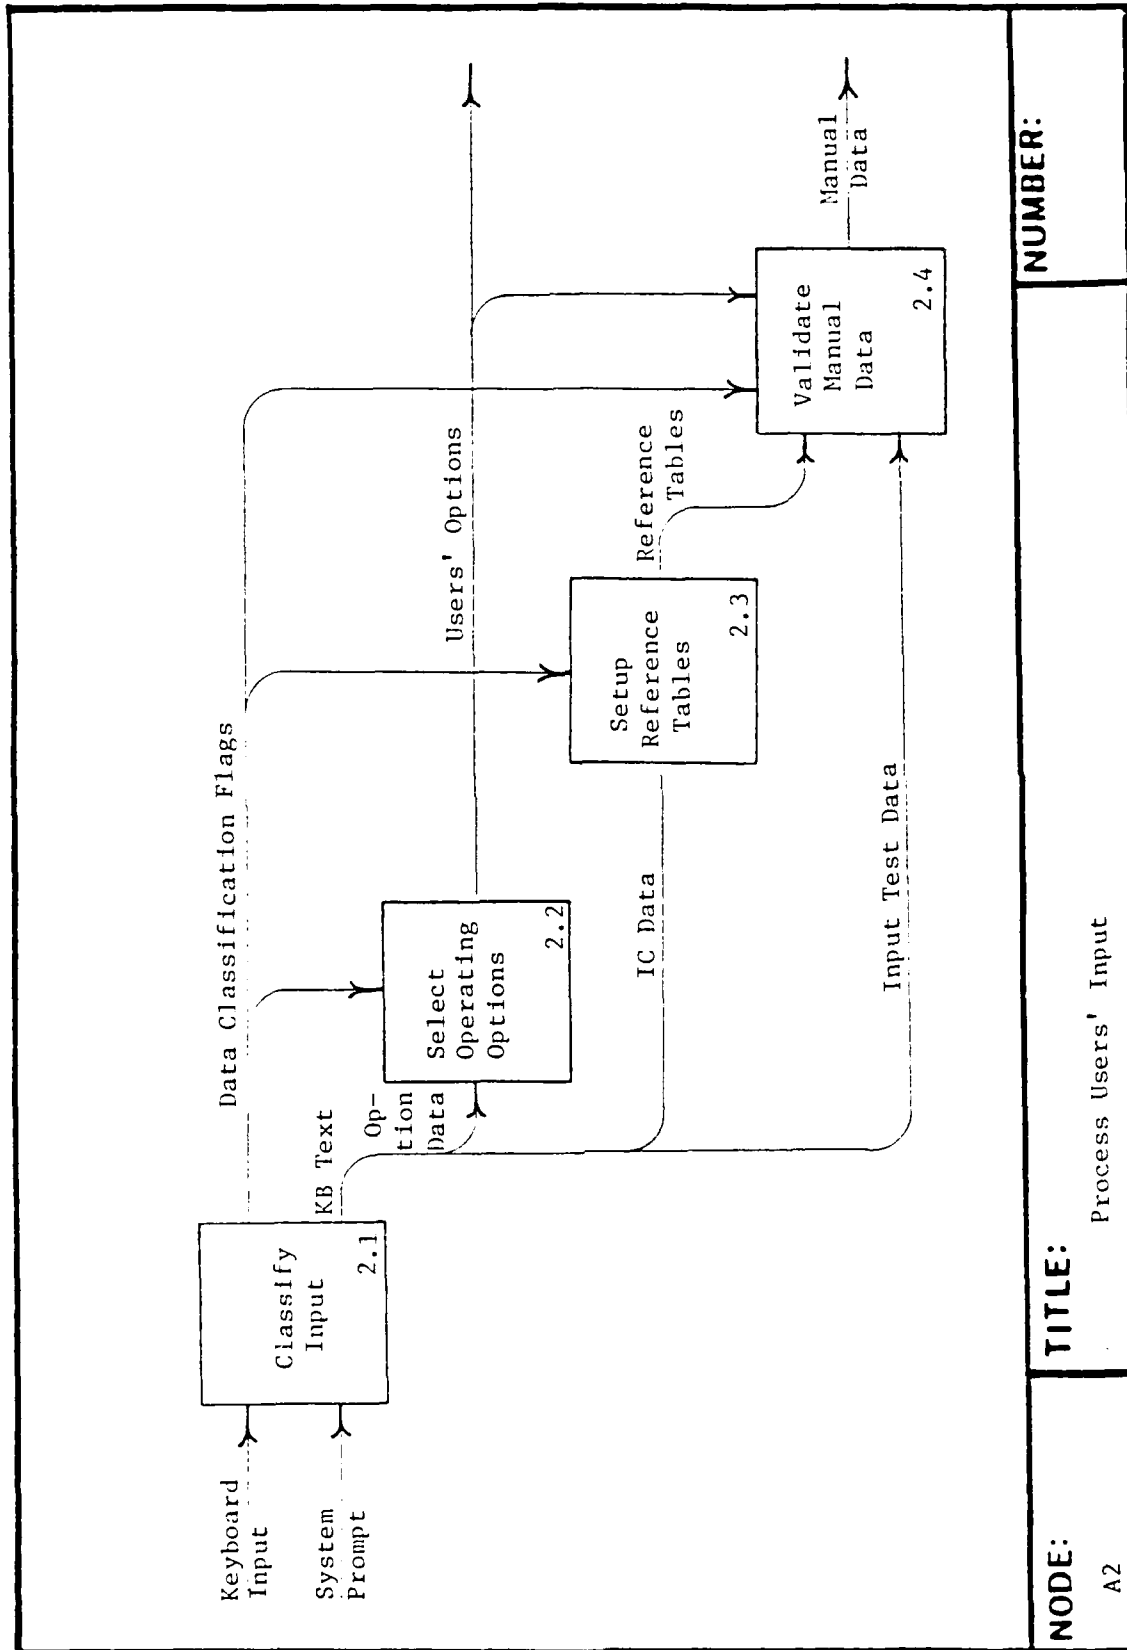 Keyboard
Input
System
Prompt
Classify
Input
2.1
Data Classification Flags
KB Text
Op-
tion
Data
Select
Operating
Options
2.2
Users' Options
IC Data
Setup
Reference
Tables
2.3
Reference
Tables
Input Test Data
Validate
Manual
Data
2.4
Manual
Data
NODE:
A2
TITLE:
Process Users' Input
NUMBER: